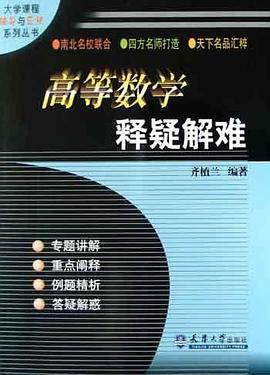 大学课程
辅导与
系列丛书
●南北名校联合 ●四方名师打造 ●天下名品汇粹
高等数学
释疑解难
齐植兰 编著
●专题讲解
●重点阐释
●例题精析
●答疑解惑
天津大学出版社